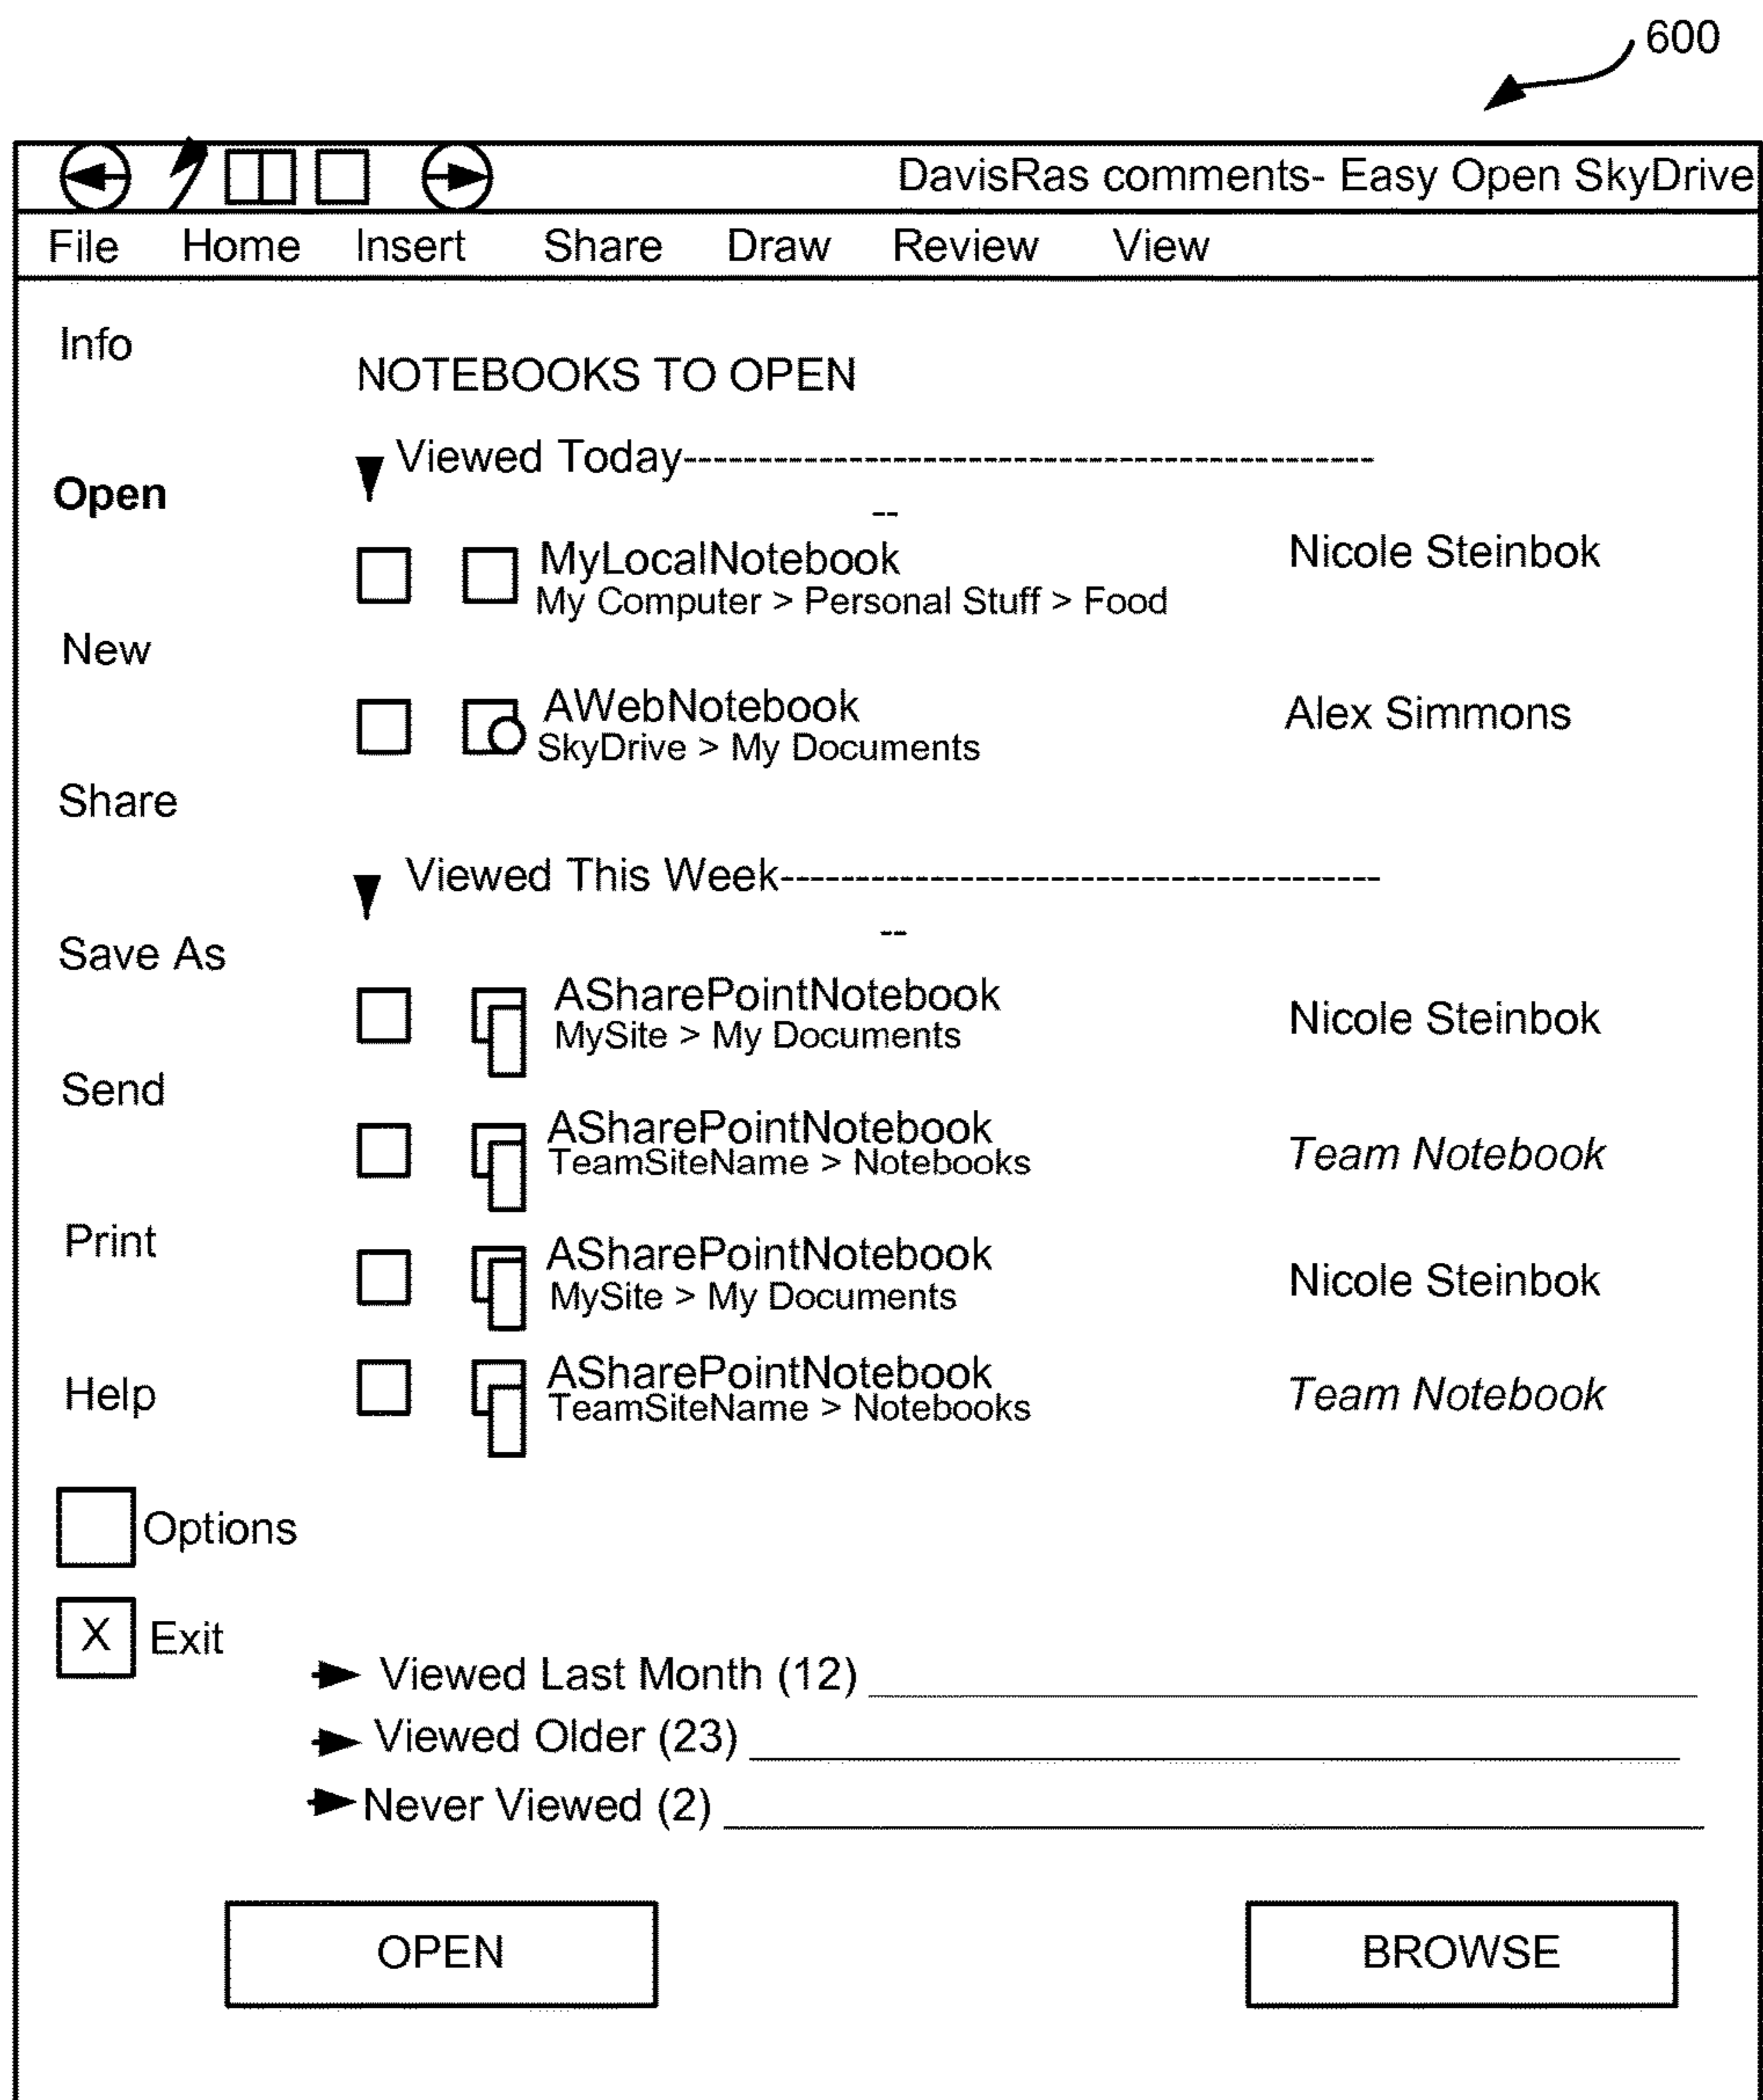 600
DavisRas comments- Easy Open SkyDrive
File Home Insert Share Draw Review View
Info
NOTEBOOKS TO OPEN
Viewed Today-----------------------------------------------
--
Open
MyLocalNotebook Nicole Steinbok
My Computer > Personal Stuff > Food
New
AWebNotebook Alex Simmons
SkyDrive > My Documents
Share
Viewed This Week----------------------------------------
--
Save As
ASharePointNotebook Nicole Steinbok
MySite > My Documents
Send
ASharePointNotebook Team Notebook
TeamSiteName > Notebooks
Print
ASharePointNotebook Nicole Steinbok
MySite > My Documents
Help
ASharePointNotebook Team Notebook
TeamSiteName > Notebooks
Options
X Exit
Viewed Last Month (12)
Viewed Older (23)
Never Viewed (2)
OPEN BROWSE